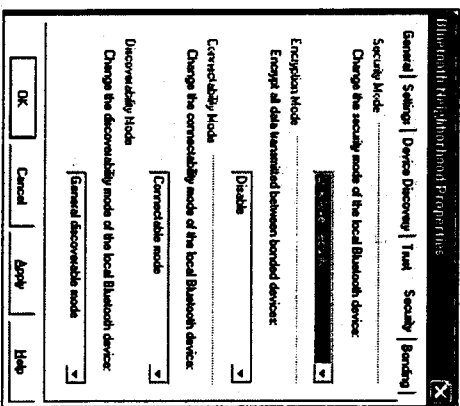 Bluetooth Neighborhood Properties
General | Settings | Device Discovery | Trust Security | Bonding |
Security Mode
Change the security mode of the local Bluetooth device:
Encryption Mode
Encrypt all data transmitted between bonded devices:
Disable
Connectability Mode
Change the connectability mode of the local Bluetooth device:
Connectable mode
Discoverability Mode
Change the discoverability mode of the local Bluetooth device:
General discoverable mode
OK Cancel Apply Help